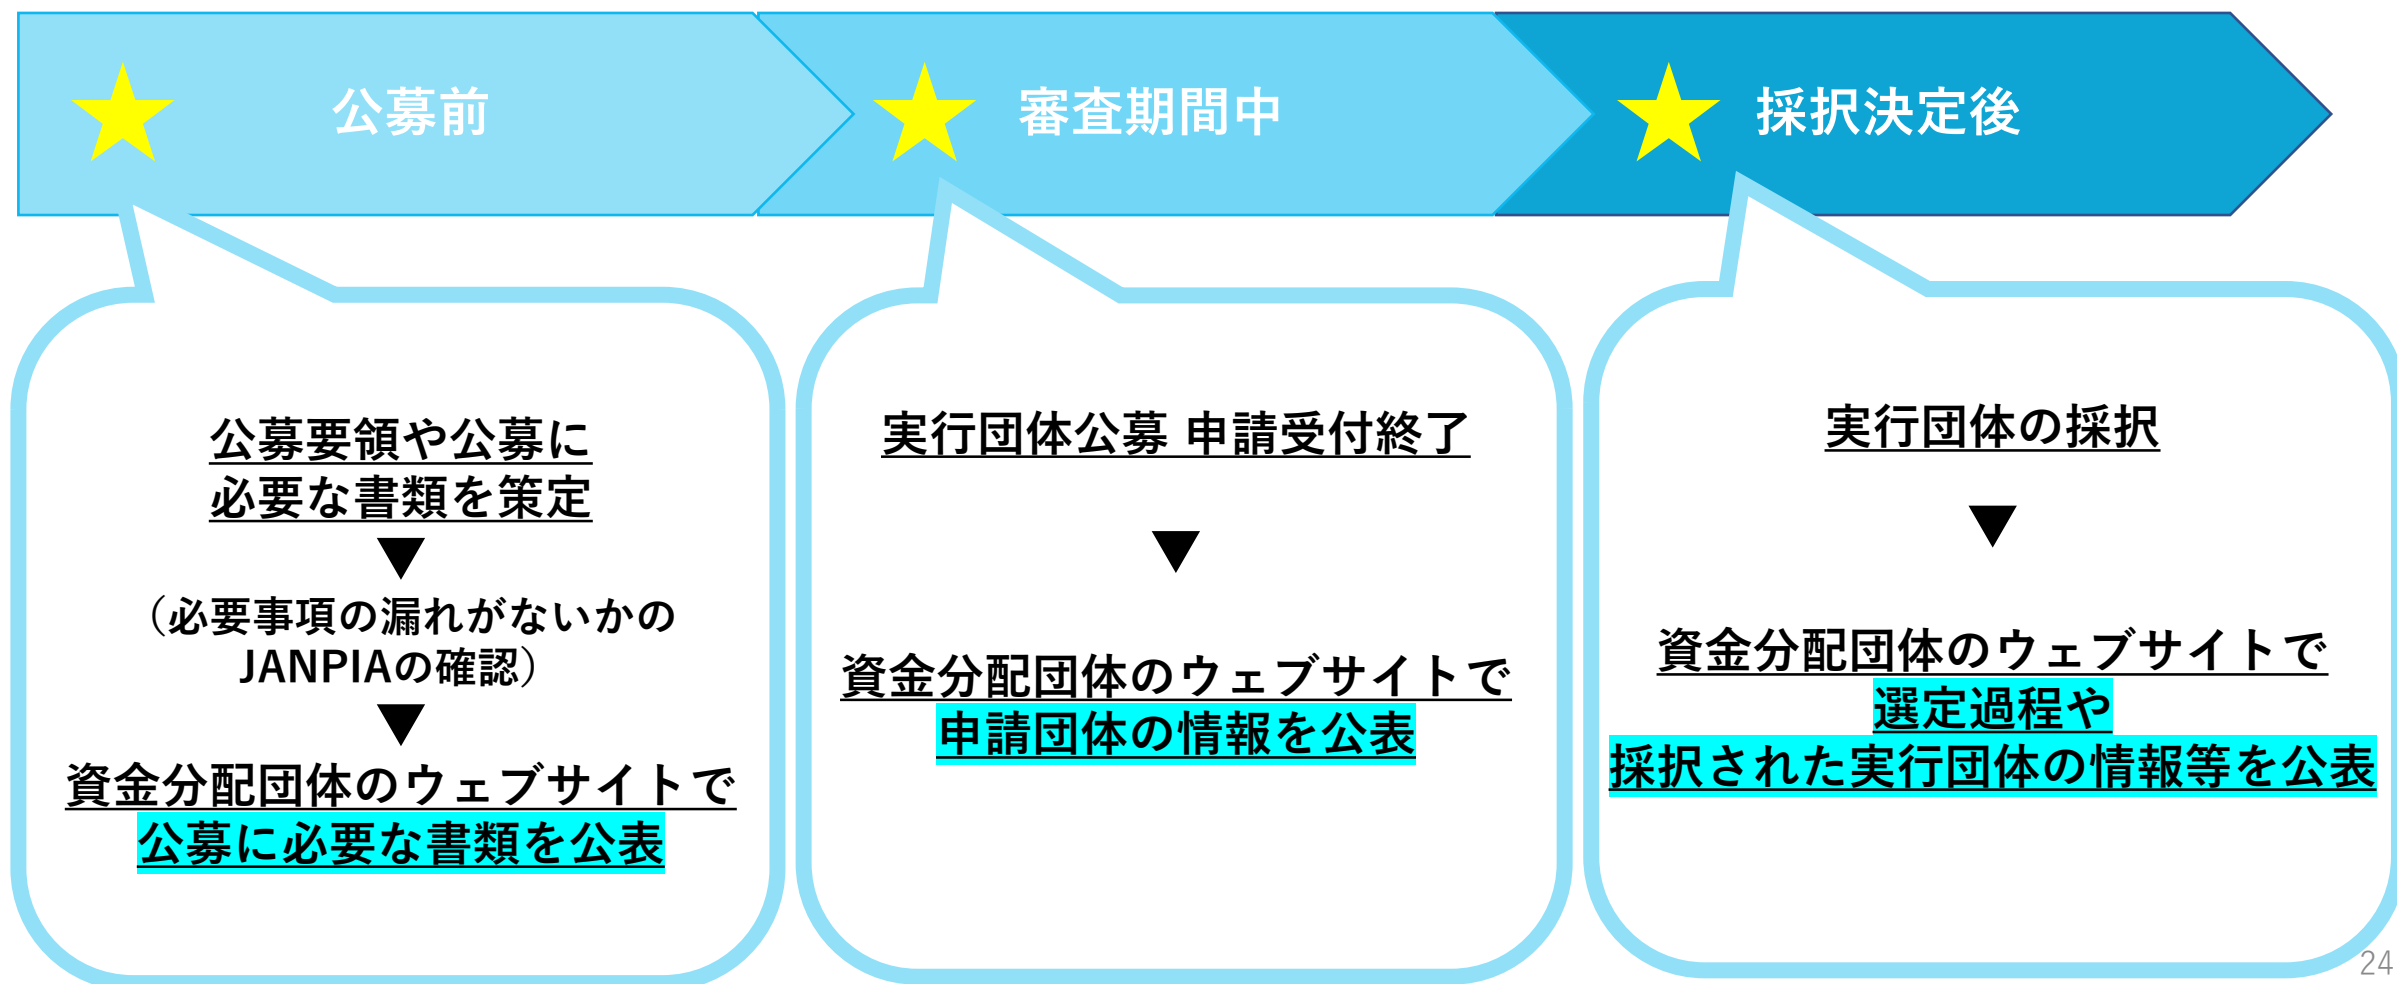 公募前
審査期間中
採択決定後
公募要領や公募に
必要な書類を策定
▼
（必要事項の漏れがないかの
JANPIAの確認）
▼
資金分配団体のウェブサイトで
公募に必要な書類を公表
実行団体公募 申請受付終了
▼
資金分配団体のウェブサイトで
申請団体の情報を公表
実行団体の採択
▼
資金分配団体のウェブサイトで
選定過程や
採択された実行団体の情報等を公表
24